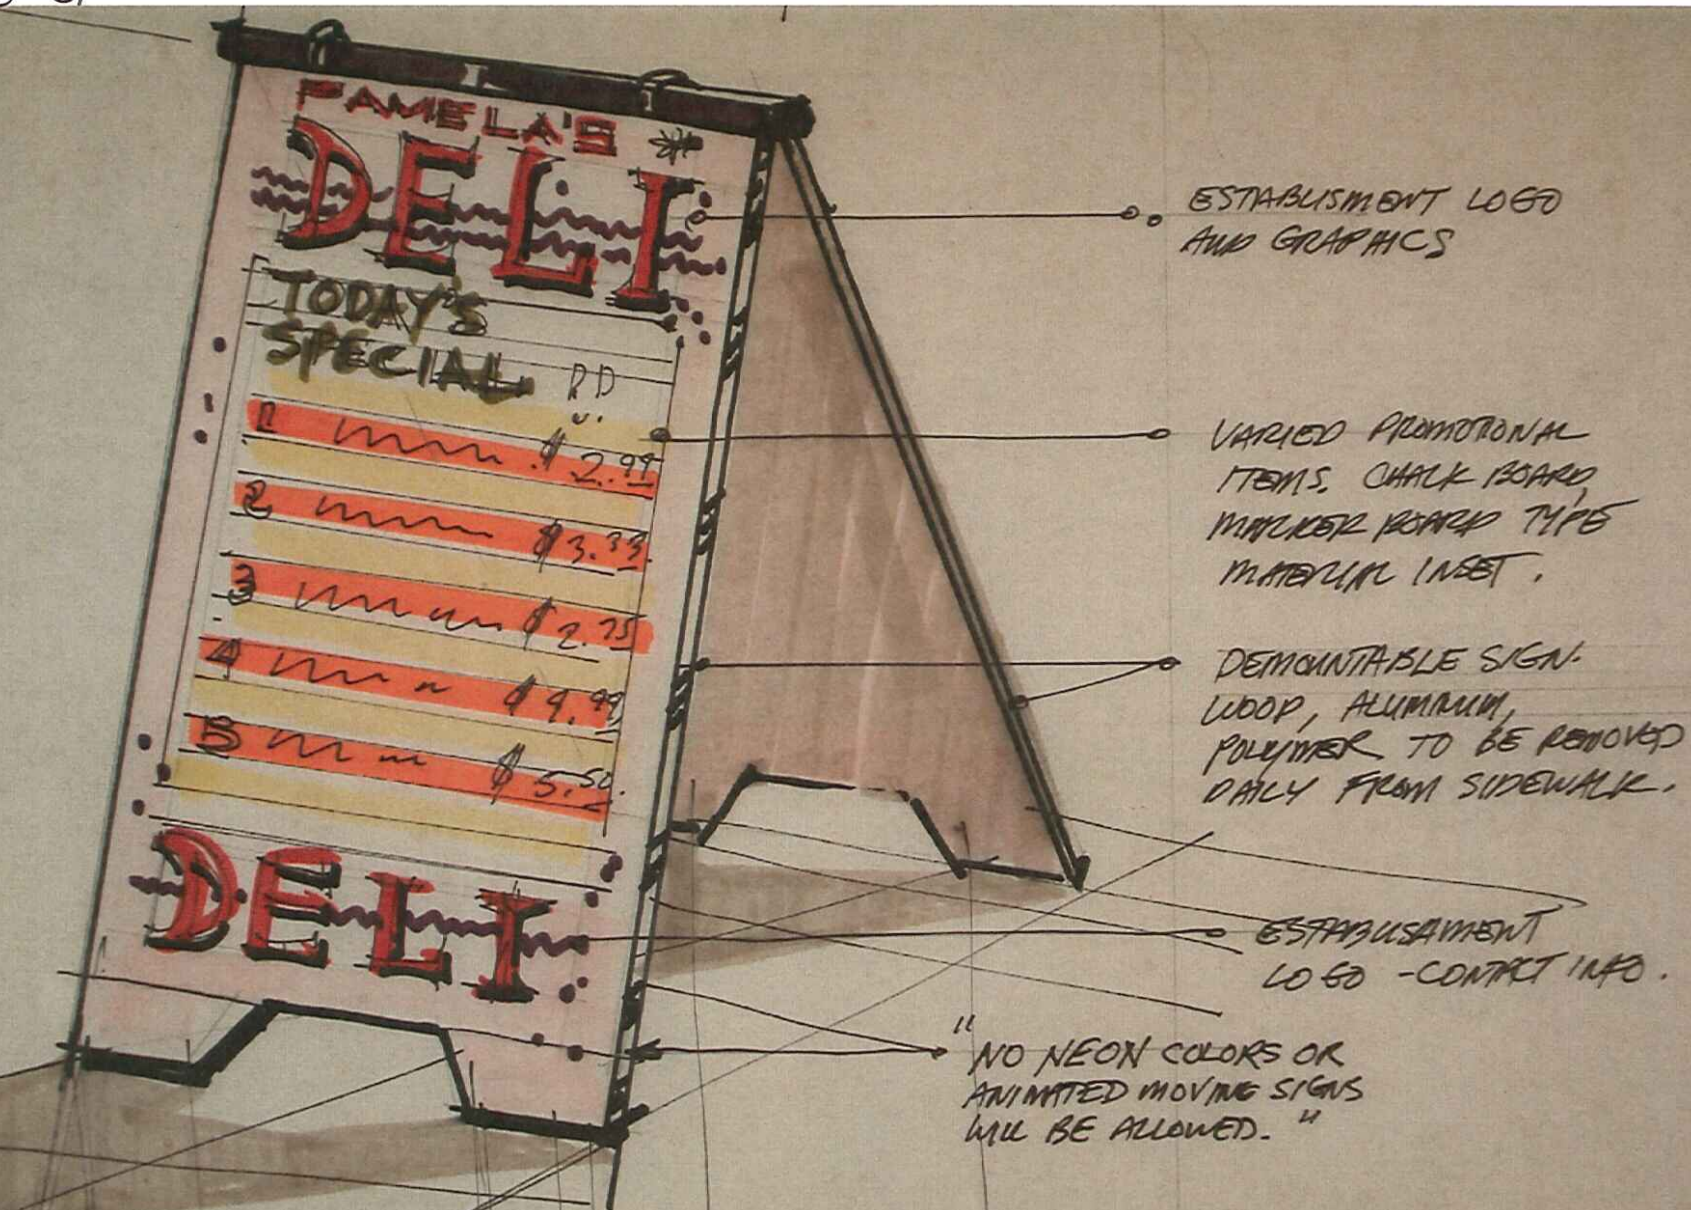 PAMELA'S
DELI
TODAY'S
SPECIAL
1 $2.99
2 $3.33
3 $2.75
4 $4.99
5 $5.50
DELI
ESTABLISMENT LOGO
AND GRAPHICS
VARIED PROMOTIONAL
ITEMS. CHALK BOARD,
MARKER BOARD TYPE
MATERIAL INSET.
DEMOUNTABLE SIGN.
WOOD, ALUMINUM,
POLYMER TO BE REMOVED
DAILY FROM SIDEWALK.
ESTABLISHMENT
LOGO - CONTACT INFO.
"NO NEON COLORS OR
ANIMATED MOVING SIGNS
WILL BE ALLOWED."